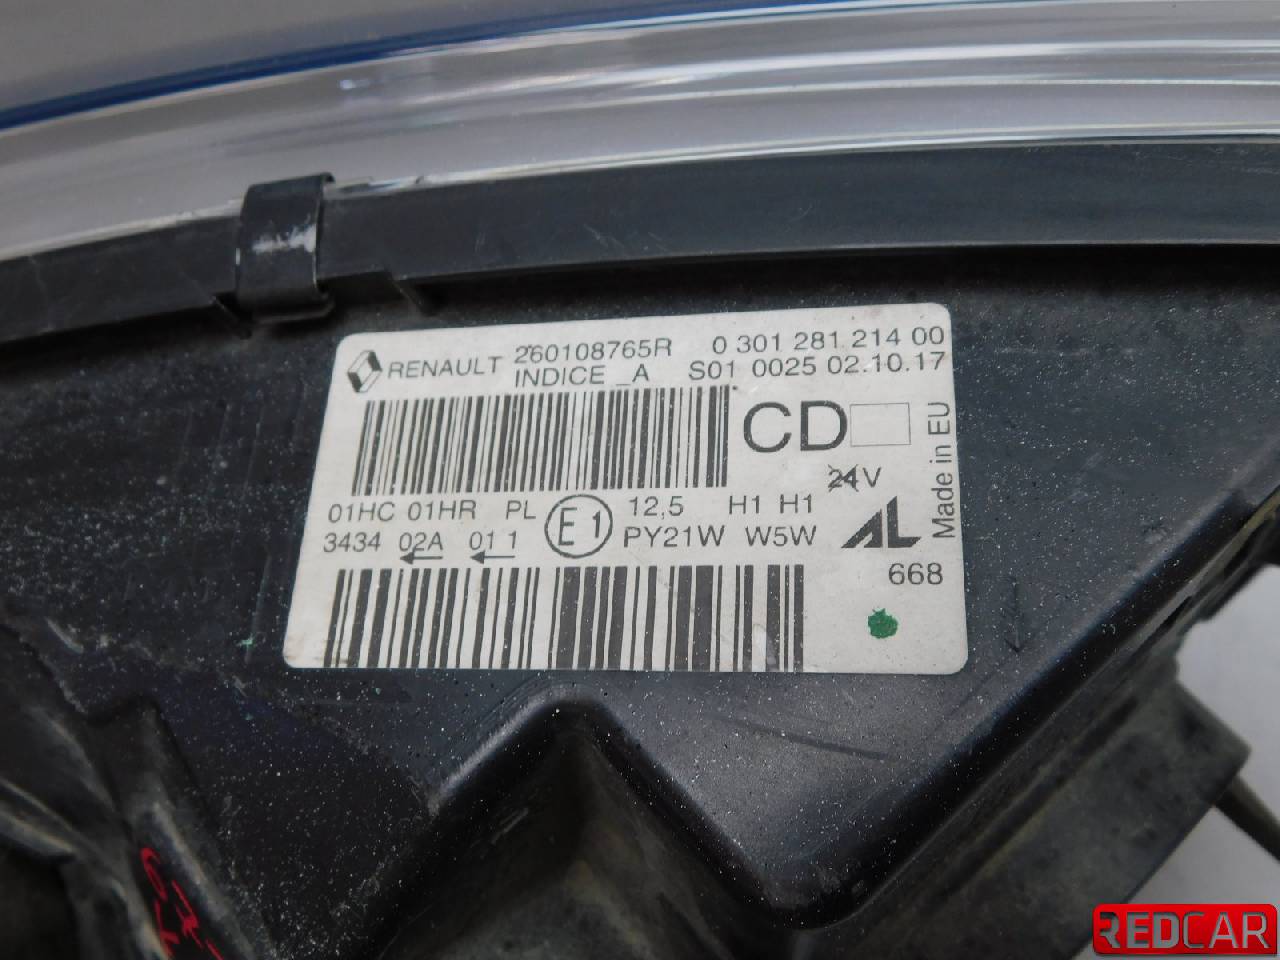 RENAULT 260108765R 0 301 281 214 00
INDICE _A S01 0025 02.10.17
CD
Made in EU
24V
01HC 01HR PL E1 12,5 H1 H1
3434 02A 01 1 PY21W W5W AL
668
REDCAR